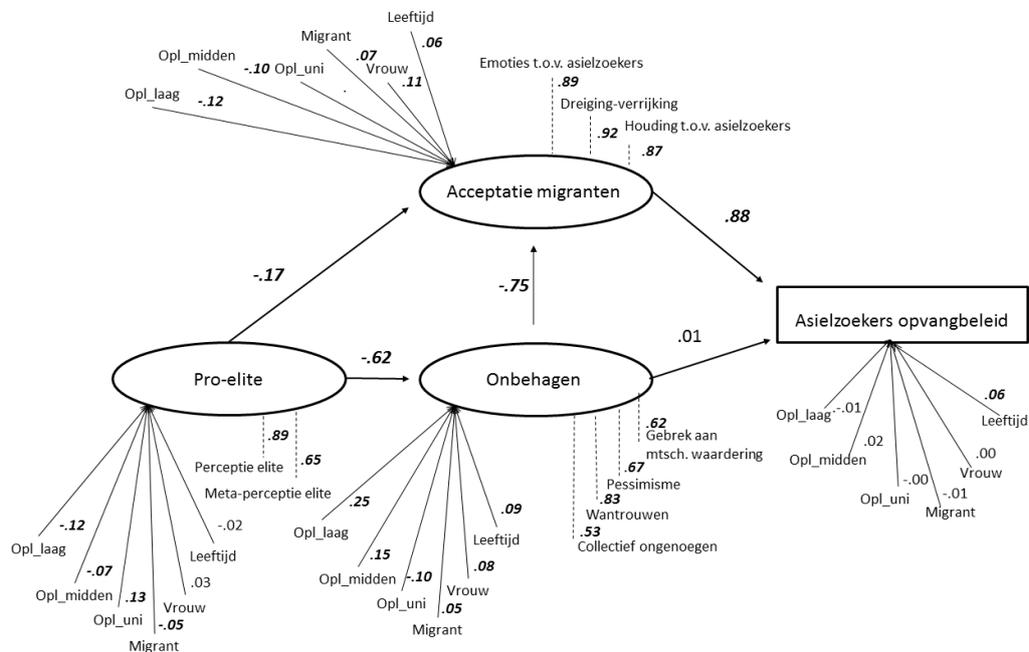 Leeftijd
.06
Migrant
.07
Vrouw
.11
Opl_midden
-.10
Opl_uni
.
Opl_laag
-.12
Emoties t.o.v. asielzoekers
.89
Dreiging-verrijking
.92
Houding t.o.v. asielzoekers
.87
Acceptatie migranten
.88
-.17
-.75
Asielzoekers opvangbeleid
.01
-.62
Pro-elite
Onbehagen
.89
Perceptie elite
.65
Meta-perceptie elite
.62
Gebrek aan
mtsch. waardering
.67
Pessimisme
.83
Wantrouwen
.53
Collectief ongenoegen
-.12
Opl_laag
-.07
Opl_midden
.13
Opl_uni
-.05
Migrant
.03
Vrouw
-.02
Leeftijd
.25
Opl_laag
.15
Opl_midden
-.10
Opl_uni
.05
Migrant
.08
Vrouw
.09
Leeftijd
Opl_laag
-.01
.02
Opl_midden
-.00
Opl_uni
-.01
Migrant
.00
Vrouw
.06
Leeftijd